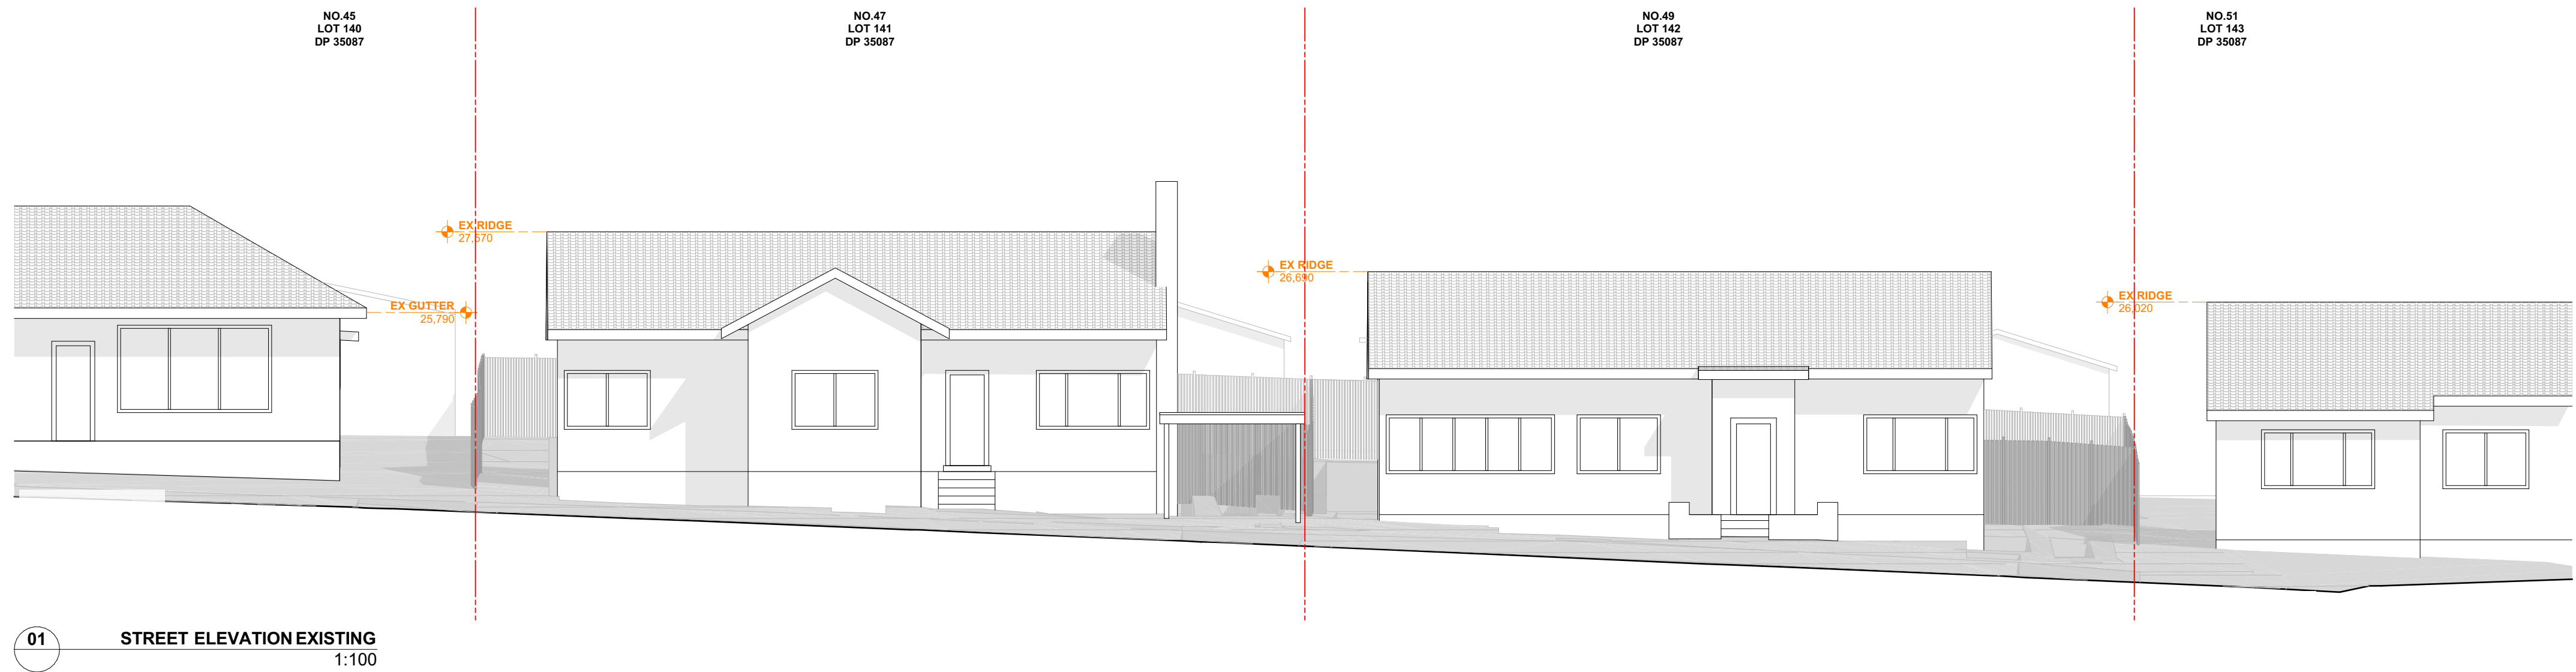 NO.45
LOT 140
DP 35087
NO.47
LOT 141
DP 35087
NO.49
LOT 142
DP 35087
NO.51
LOT 143
DP 35087
EX RIDGE
27,570
EX GUTTER
25,790
EX RIDGE
26,690
EX RIDGE
26,020
01
STREET ELEVATION EXISTING
1:100